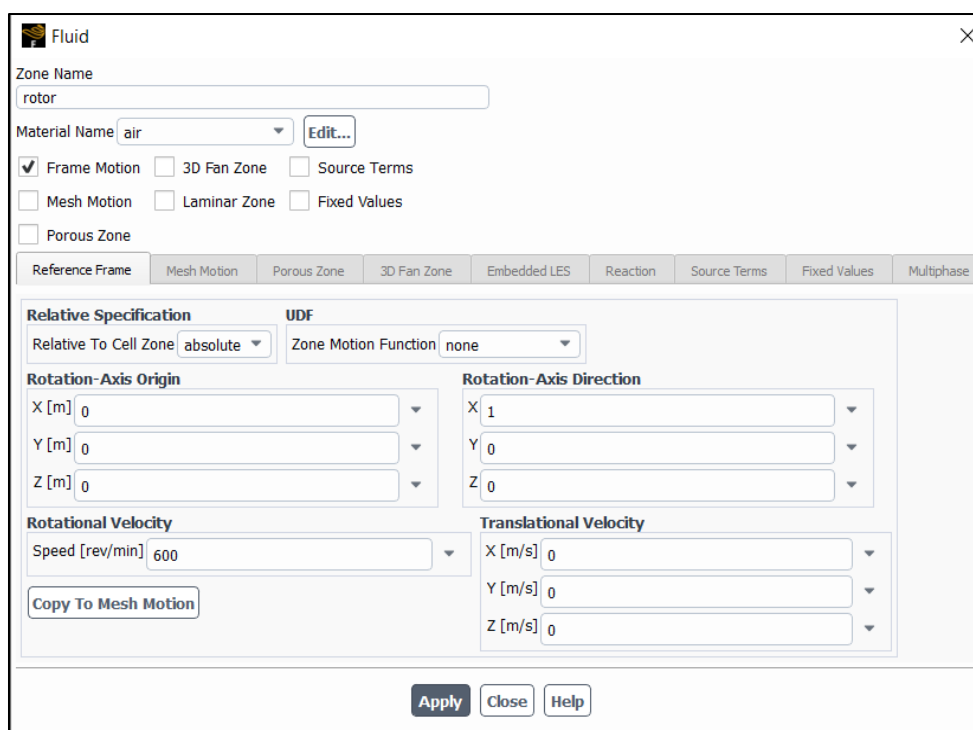 Fluid
Zone Name
rotor
Material Name air Edit...
Frame Motion 3D Fan Zone Source Terms
Mesh Motion Laminar Zone Fixed Values
Porous Zone
Reference Frame Mesh Motion Porous Zone 3D Fan Zone Embedded LES Reaction Source Terms Fixed Values Multiphase
Relative Specification UDF
Relative To Cell Zone absolute Zone Motion Function none
Rotation-Axis Origin Rotation-Axis Direction
X [m] 0 X 1
Y [m] 0 Y 0
Z [m] 0 Z 0
Rotational Velocity Translational Velocity
Speed [rev/min] 600 X [m/s] 0
Copy To Mesh Motion Y [m/s] 0
Z [m/s] 0
Apply Close Help